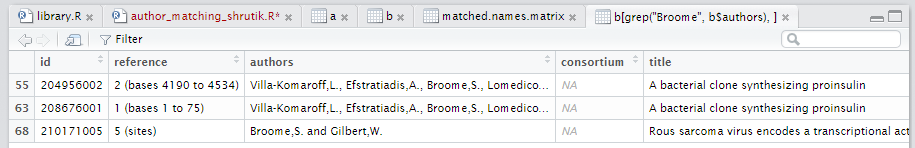 library.R author_matching_shrutik.R* a b matched.names.matrix b[grep("Broome", b$authors), ]
Filter
id reference authors consortium title
55 204956002 2 (bases 4190 to 4534) Villa-Komaroff,L., Efstratiadis,A., Broome,S., Lomedico... NA A bacterial clone synthesizing proinsulin
63 208676001 1 (bases 1 to 75) Villa-Komaroff,L., Efstratiadis,A., Broome,S., Lomedico... NA A bacterial clone synthesizing proinsulin
68 210171005 5 (sites) Broome,S. and Gilbert,W. NA Rous sarcoma virus encodes a transcriptional act